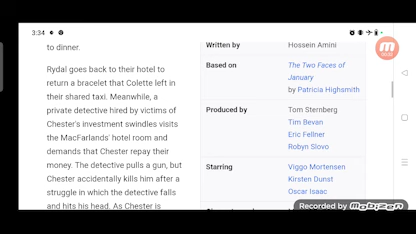 3:34
to dinner.
Rydal goes back to their hotel to
return a bracelet that Colette left in
their shared taxi. Meanwhile, a
private detective hired by victims of
Chester's investment swindles visits
the MacFarlands' hotel room and
demands that Chester repay their
money. The detective pulls a gun, but
Chester accidentally kills him after a
struggle in which the detective falls
and hits his head. As Chester is
Written by Hossein Amini
Based on The Two Faces of
January
by Patricia Highsmith
Produced by Tom Sternberg
Tim Bevan
Eric Fellner
Robyn Slovo
Starring Viggo Mortensen
Kirsten Dunst
Oscar Isaac
Recorded by Mobizen